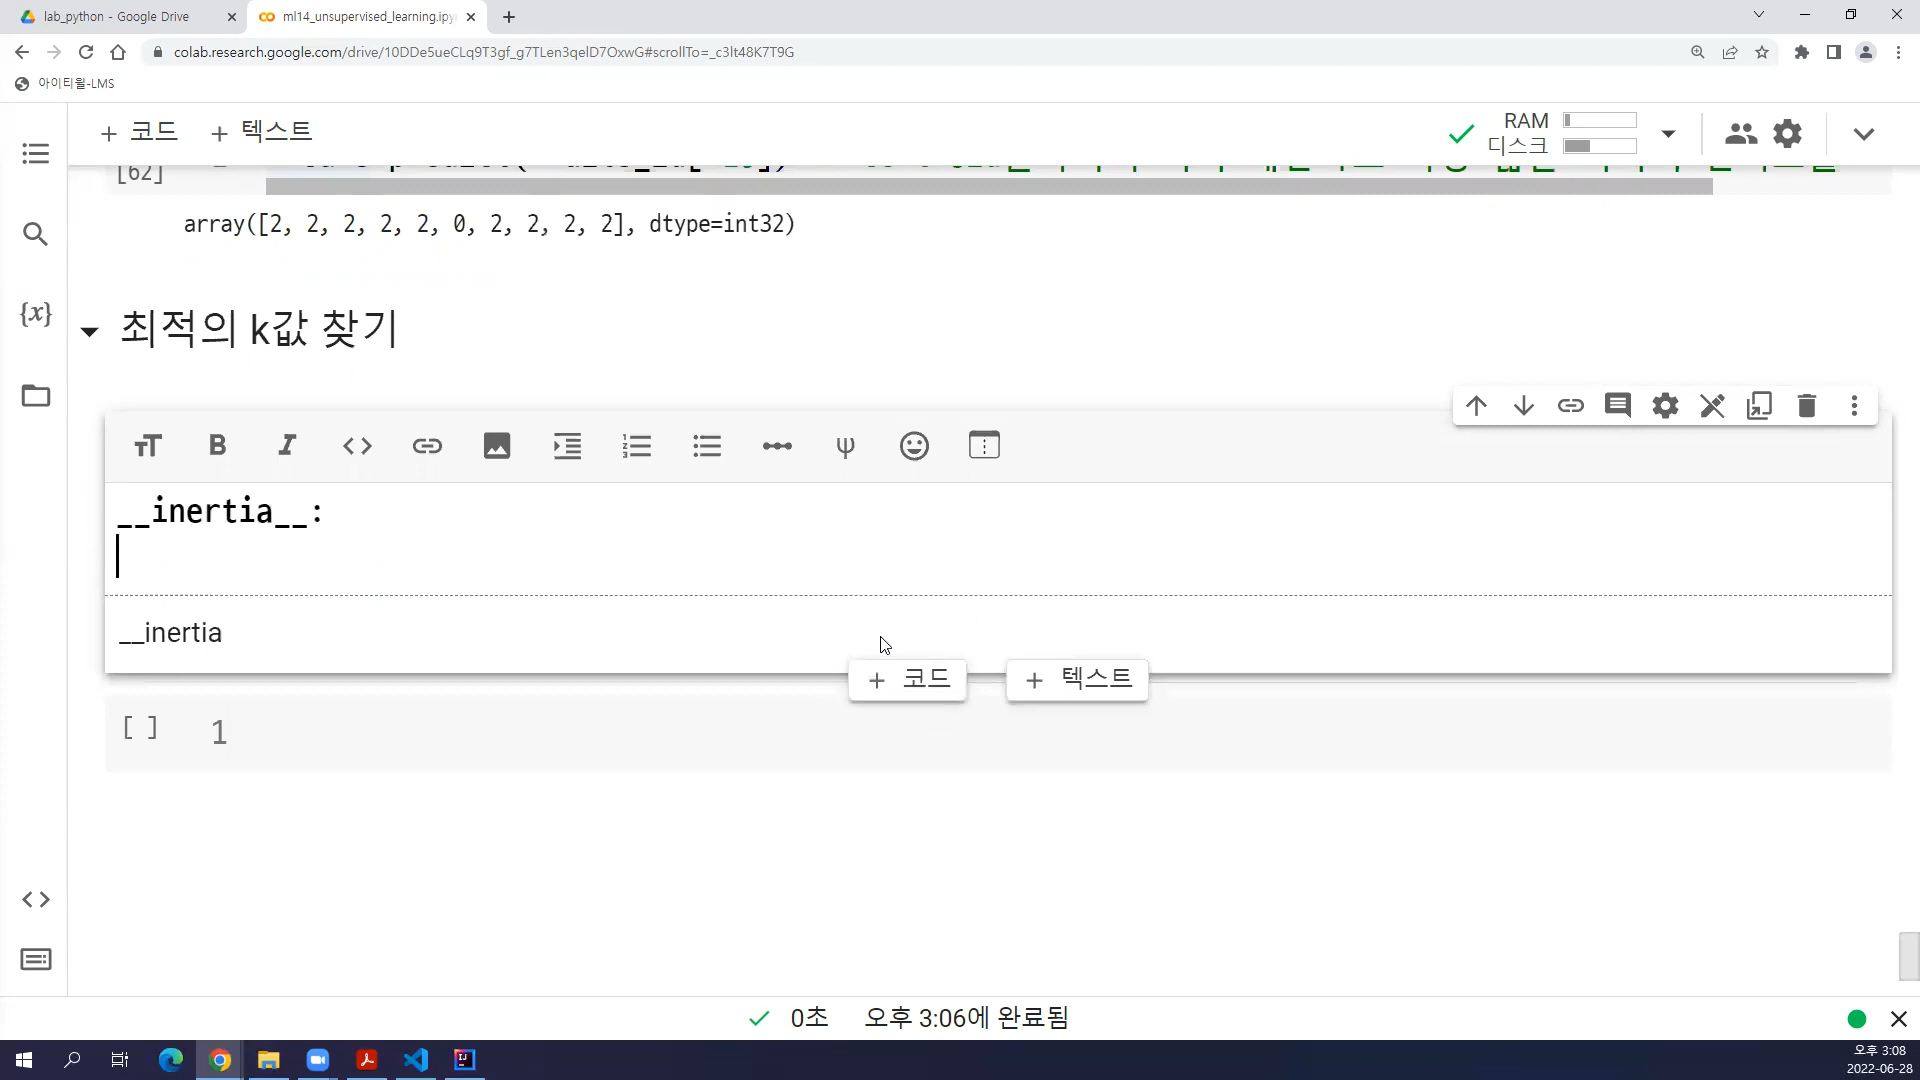 lab_python - Google Drive
ml14_unsupervised_learning.ipy
colab.research.google.com/drive/10DDe5ueCLq9T3gf_g7TLen3qelD7OxwG#scrollTo=_c3lt48K7T9G
아이티윌-LMS
+ 코드 + 텍스트
RAM
디스크
[62]
array([2, 2, 2, 2, 2, 0, 2, 2, 2, 2], dtype=int32)
최적의 k값 찾기
__inertia__:
__inertia
+ 코드 + 텍스트
[ ] 1
0초 오후 3:06에 완료됨
오후 3:08
2022-06-28